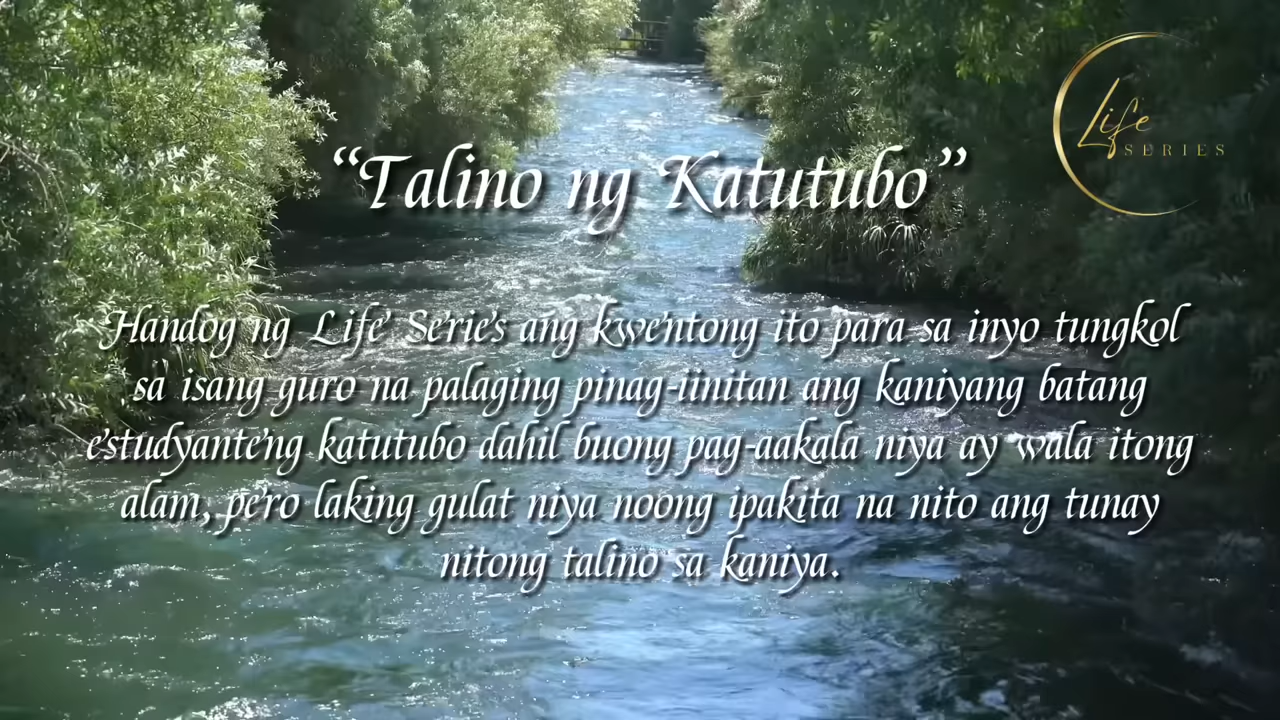 Life
SERIES
“Talino ng Katutubo”
Handog ng Life Series ang kwentong ito para sa inyo tungkol
sa isang guro na palaging pinag-iinitan ang kaniyang batang
estudyanteng katutubo dahil buong pag-aakala niya ay wala itong
alam, pero laking gulat niya noong ipakita na nito ang tunay
nitong talino sa kaniya.